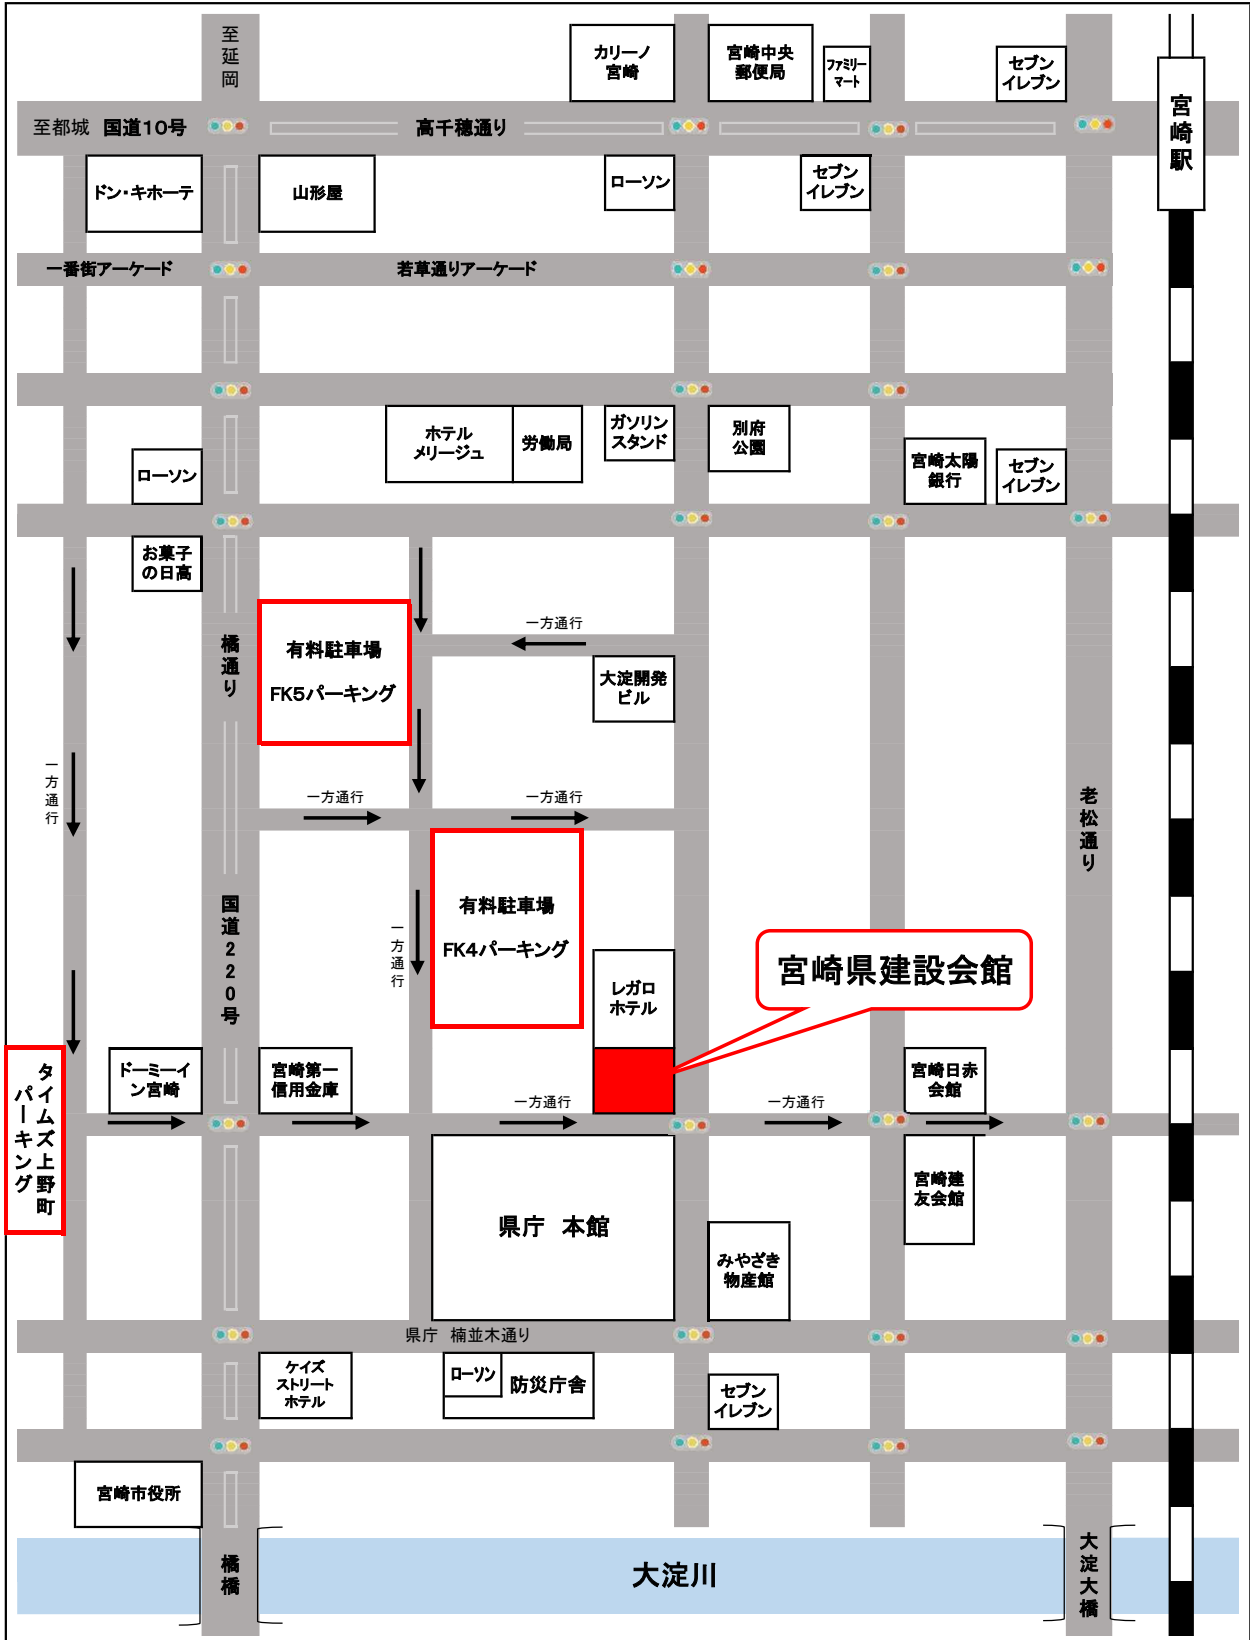 至延岡
カリーノ
宮崎
宮崎中央
郵便局
ファミリー
マート
セブン
イレブン
宮崎駅
至都城 国道10号
高千穂通り
ドン・キホーテ
山形屋
ローソン
セブン
イレブン
一番街アーケード
若草通りアーケード
ホテル
メリージュ
労働局
ガソリン
スタンド
別府
公園
ローソン
宮崎太陽
銀行
セブン
イレブン
お菓子
の日高
橘通り
有料駐車場
FK5パーキング
一方通行
大淀開発
ビル
一方通行
一方通行
一方通行
老松通り
国道220号
有料駐車場
FK4パーキング
一方通行
レガロ
ホテル
宮崎県建設会館
タイムズ上野町
パーキング
ドーミーイ
ン宮崎
宮崎第一
信用金庫
一方通行
一方通行
宮崎日赤
会館
県庁 本館
宮崎建
友会館
みやざき
物産館
県庁 楠並木通り
ケイズ
ストリート
ホテル
ローソン
防災庁舎
セブン
イレブン
宮崎市役所
橘橋
大淀川
大淀大橋